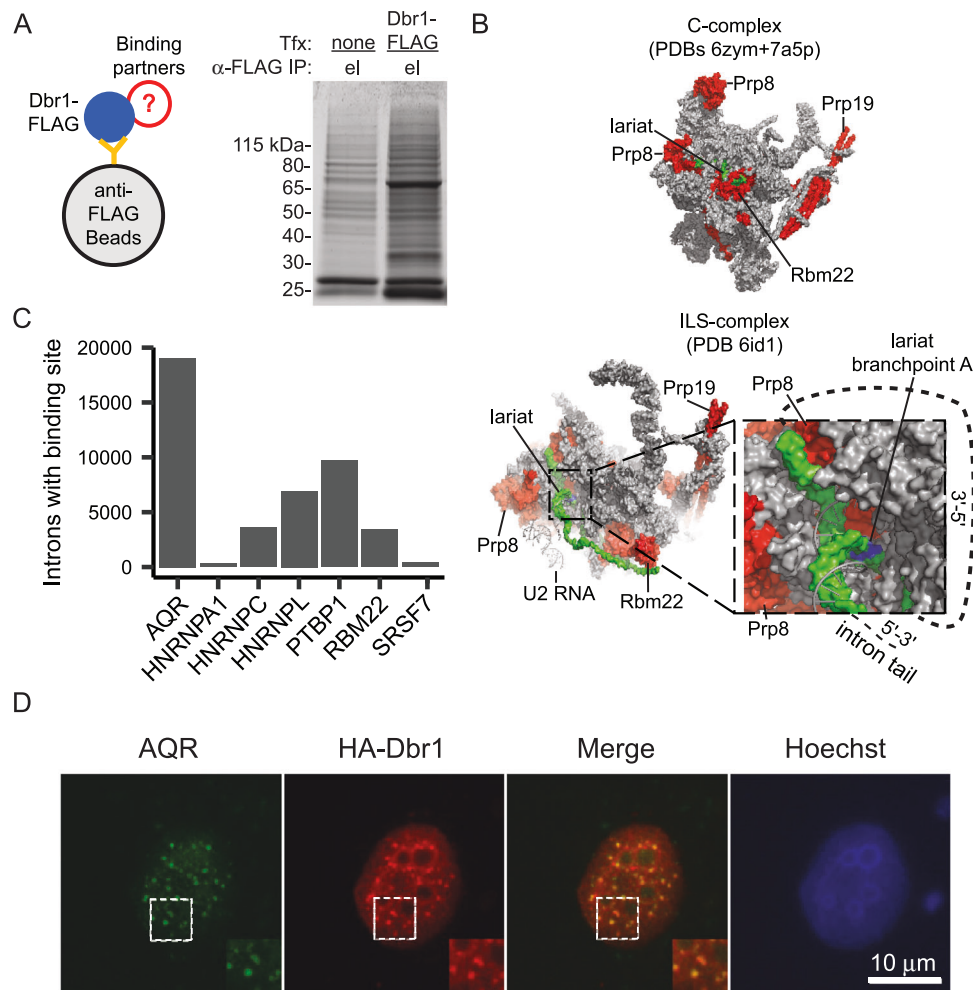 A
Binding
partners
?
Dbr1-
FLAG
anti-
FLAG
Beads
Tfx: none Dbr1-FLAG
α-FLAG IP: el el
115 kDa-
80-
65-
50-
40-
30-
25-
B
C-complex
(PDBs 6zym+7a5p)
Prp8
Prp19
lariat
Prp8
Rbm22
ILS-complex
(PDB 6id1)
lariat
branchpoint A
Prp19
Prp8
lariat
Prp8
U2 RNA
Rbm22
Prp8
3'-5'
5'-3'
intron tail
C
Introns with binding site
20000
15000
10000
5000
0
AQR
HNRNPA1
HNRNPC
HNRNPL
PTBP1
RBM22
SRSF7
D
AQR HA-Dbr1 Merge Hoechst
10 μm